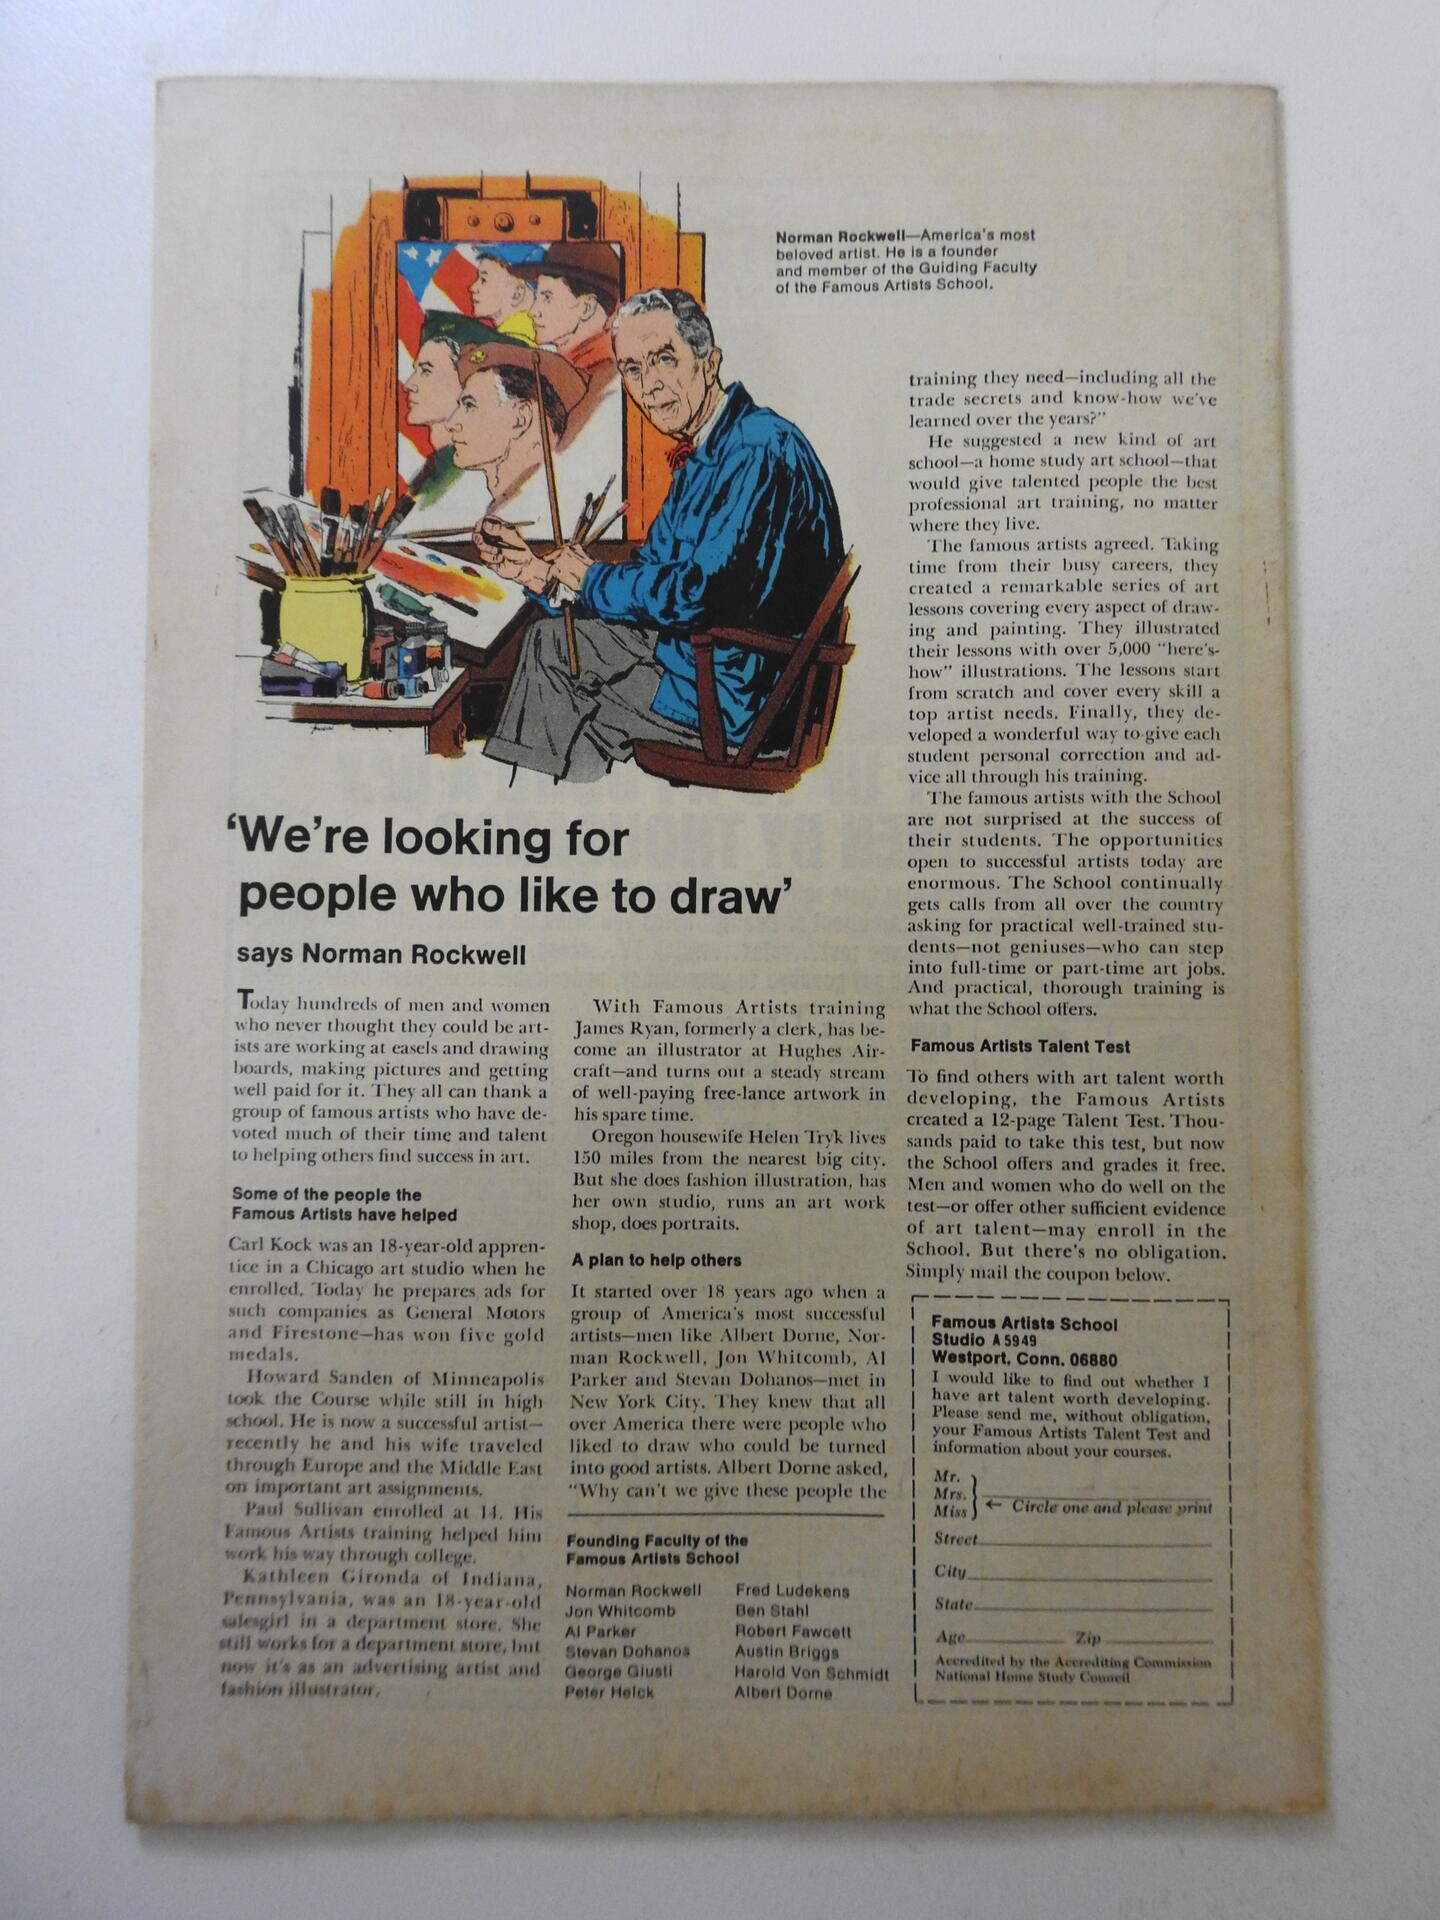 Norman Rockwell—America's most
beloved artist. He is a founder
and member of the Guiding Faculty
of the Famous Artists School.
'We're looking for
people who like to draw'
says Norman Rockwell
Today hundreds of men and women
who never thought they could be art-
ists are working at easels and drawing
boards, making pictures and getting
well paid for it. They all can thank a
group of famous artists who have de-
voted much of their time and talent
to helping others find success in art.
Some of the people the
Famous Artists have helped
Carl Kock was an 18-year-old appren-
tice in a Chicago art studio when he
enrolled. Today he prepares ads for
such companies as General Motors
and Firestone—has won five gold
medals.
Howard Sanden of Minneapolis
took the Course while still in high
school. He is now a successful artist—
recently he and his wife traveled
through Europe and the Middle East
on important art assignments.
Paul Sullivan enrolled at 14. His
Famous Artists training helped him
work his way through college.
Kathleen Gironda of Indiana,
Pennsylvania, was an 18-year-old
salesgirl in a department store. She
still works for a department store, but
now it's as an advertising artist and
fashion illustrator.
With Famous Artists training
James Ryan, formerly a clerk, has be-
come an illustrator at Hughes Air-
craft—and turns out a steady stream
of well-paying free-lance artwork in
his spare time.
Oregon housewife Helen Tryk lives
150 miles from the nearest big city.
But she does fashion illustration, has
her own studio, runs an art work
shop, does portraits.
A plan to help others
It started over 18 years ago when a
group of America's most successful
artists—men like Albert Dorne, Nor-
man Rockwell, Jon Whitcomb, Al
Parker and Stevan Dohanos—met in
New York City. They knew that all
over America there were people who
liked to draw who could be turned
into good artists. Albert Dorne asked,
"Why can't we give these people the
Founding Faculty of the
Famous Artists School
Norman Rockwell
Jon Whitcomb
Al Parker
Stevan Dohanos
George Giusti
Peter Helck
Fred Ludekens
Ben Stahl
Robert Fawcett
Austin Briggs
Harold Von Schmidt
Albert Dorne
training they need—including all the
trade secrets and know-how we've
learned over the years?"
He suggested a new kind of art
school—a home study art school—that
would give talented people the best
professional art training, no matter
where they live.
The famous artists agreed. Taking
time from their busy careers, they
created a remarkable series of art
lessons covering every aspect of draw-
ing and painting. They illustrated
their lessons with over 5,000 "here's-
how" illustrations. The lessons start
from scratch and cover every skill a
top artist needs. Finally, they de-
veloped a wonderful way to give each
student personal correction and ad-
vice all through his training.
The famous artists with the School
are not surprised at the success of
their students. The opportunities
open to successful artists today are
enormous. The School continually
gets calls from all over the country
asking for practical well-trained stu-
dents—not geniuses—who can step
into full-time or part-time art jobs.
And practical, thorough training is
what the School offers.
Famous Artists Talent Test
To find others with art talent worth
developing, the Famous Artists
created a 12-page Talent Test. Thou-
sands paid to take this test, but now
the School offers and grades it free.
Men and women who do well on the
test—or offer other sufficient evidence
of art talent—may enroll in the
School. But there's no obligation.
Simply mail the coupon below.
Famous Artists School
Studio A5949
Westport, Conn. 06880
I would like to find out whether I
have art talent worth developing.
Please send me, without obligation,
your Famous Artists Talent Test and
information about your courses.
Mr.
Mrs.
Miss
← Circle one and please print
Street
City
State
Age Zip
Accredited by the Accrediting Commission
National Home Study Council